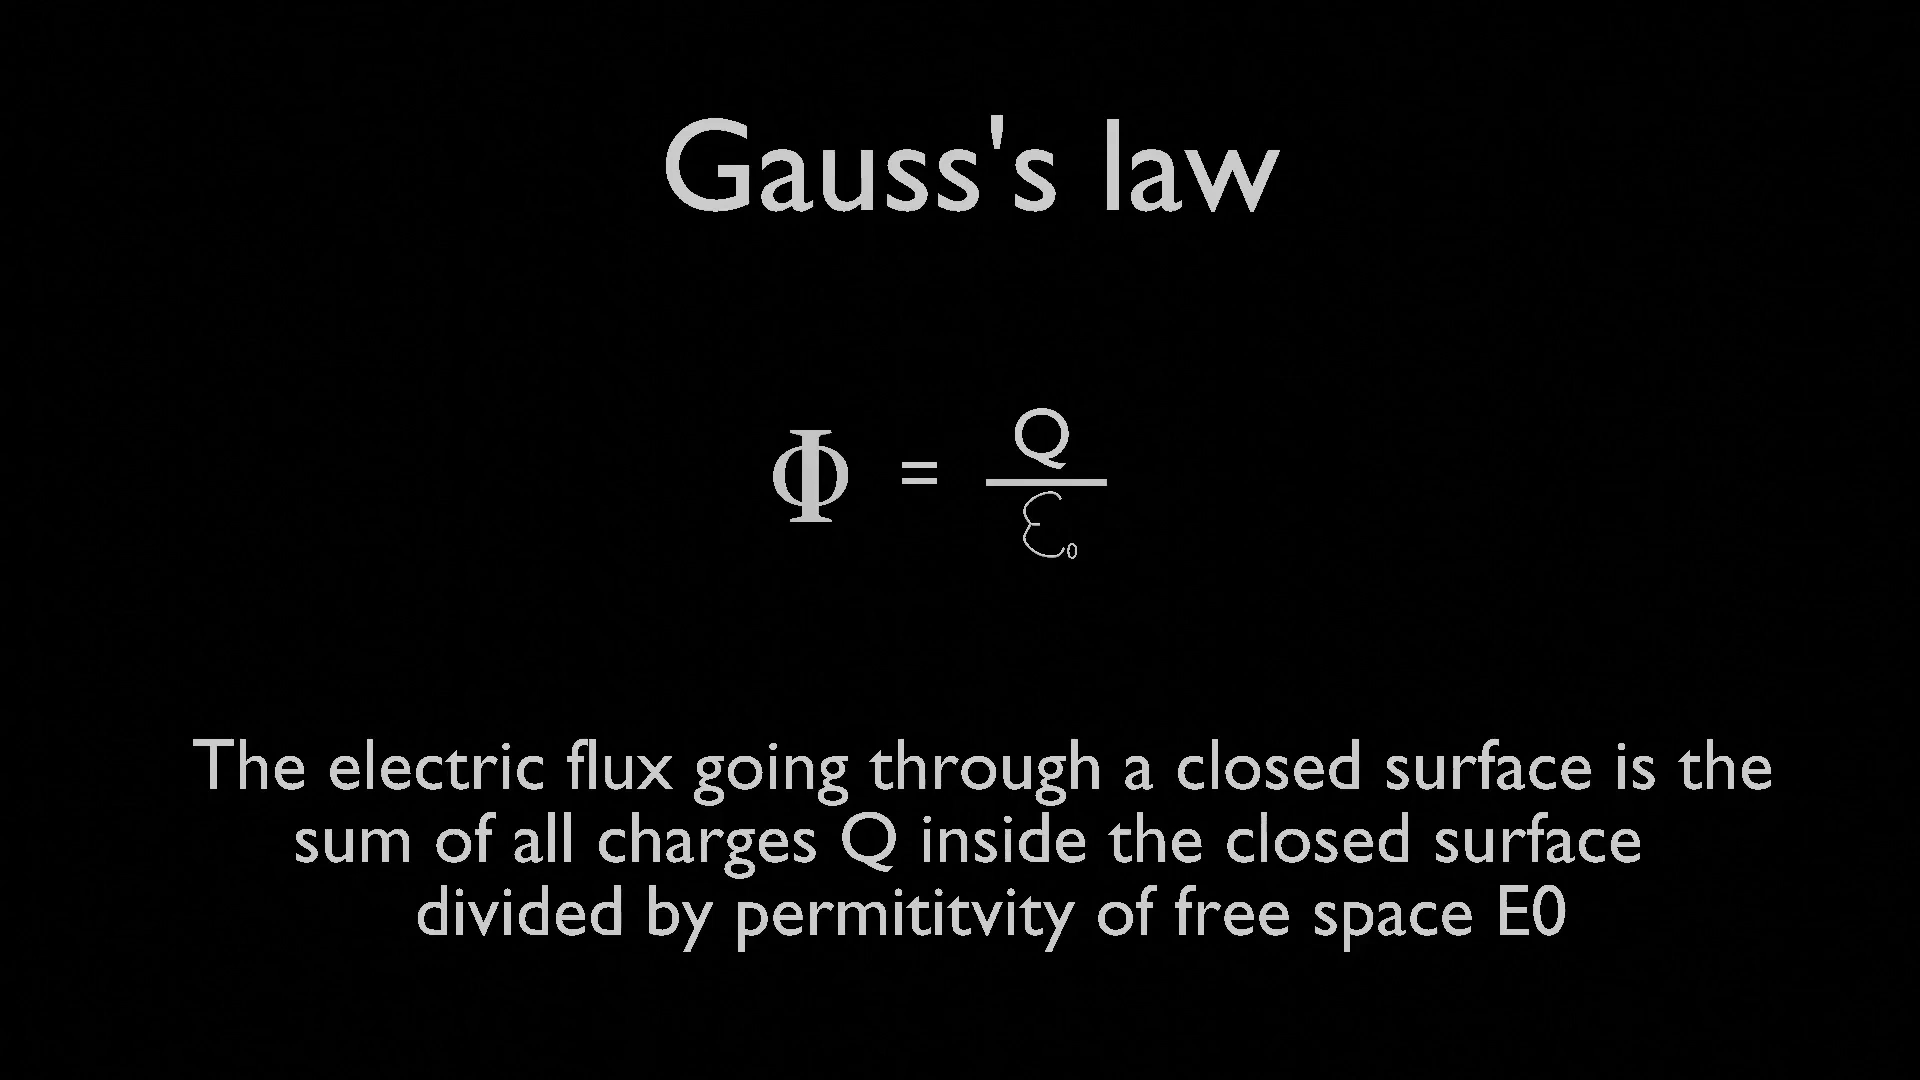 Gauss's law
Φ = Q / ε₀
The electric flux going through a closed surface is the
sum of all charges Q inside the closed surface
divided by permititvity of free space E0